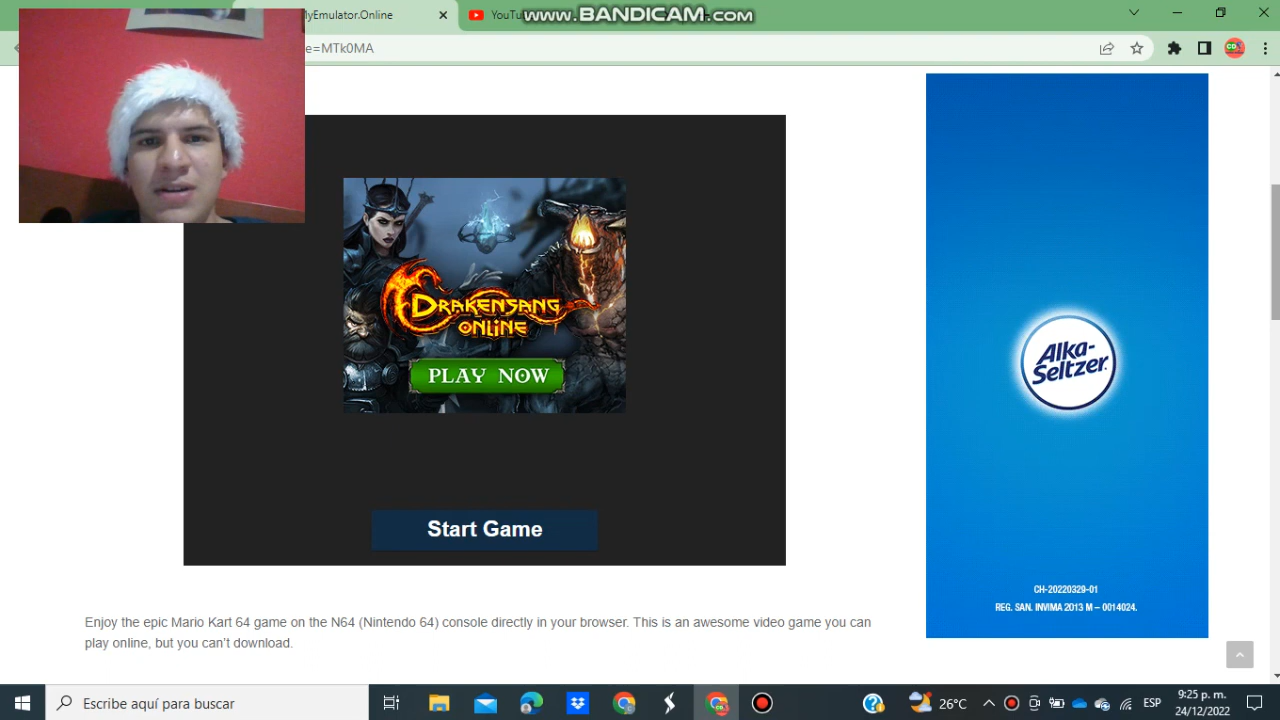 MyEmulator.Online
YouTu
www.BANDICAM.com
e=MTk0MA
DRAKENSANG
ONLINE
PLAY NOW
Start Game
Alka-
Seltzer
CH-20220329-01
REG. SAN. INVIMA 2013 M – 0014024.
Enjoy the epic Mario Kart 64 game on the N64 (Nintendo 64) console directly in your browser. This is an awesome video game you can
play online, but you can't download.
Escribe aquí para buscar
26°C
ESP
9:25 p. m.
24/12/2022